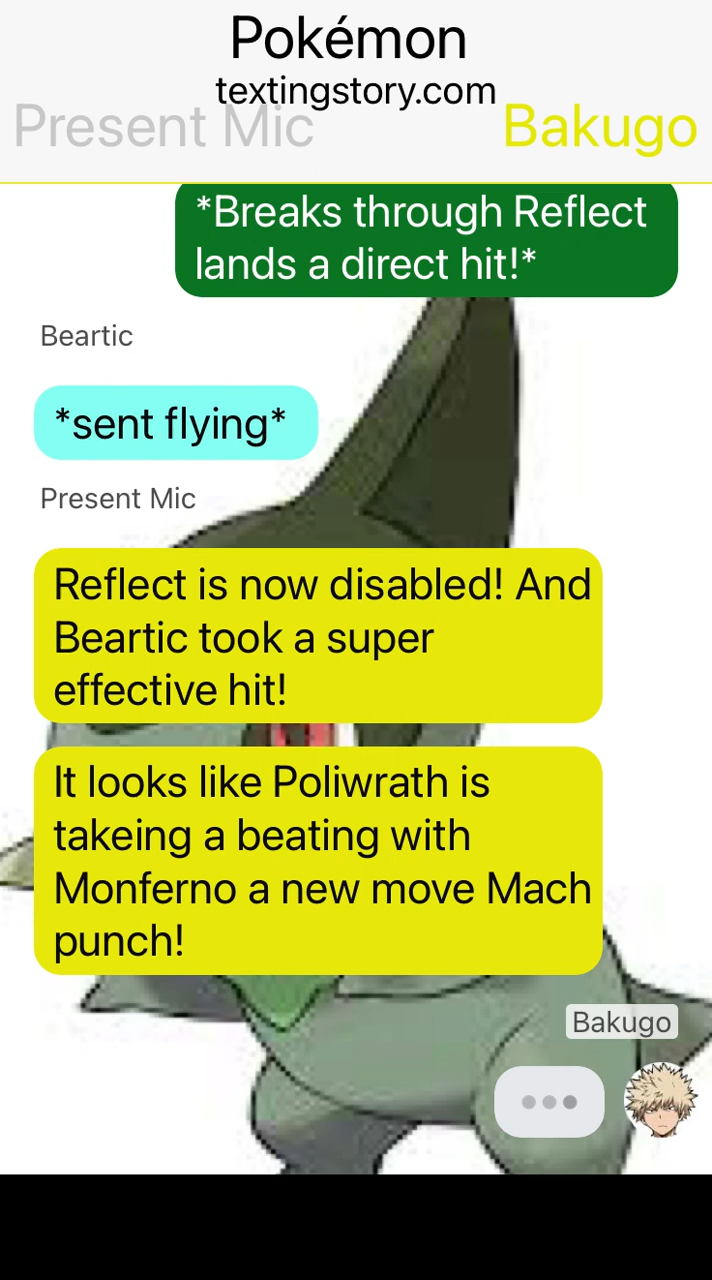 Pokémon
textingstory.com
Present Mic
Bakugo
*Breaks through Reflect
lands a direct hit!*
Beartic
*sent flying*
Present Mic
Reflect is now disabled! And
Beartic took a super
effective hit!
It looks like Poliwrath is
takeing a beating with
Monferno a new move Mach
punch!
Bakugo